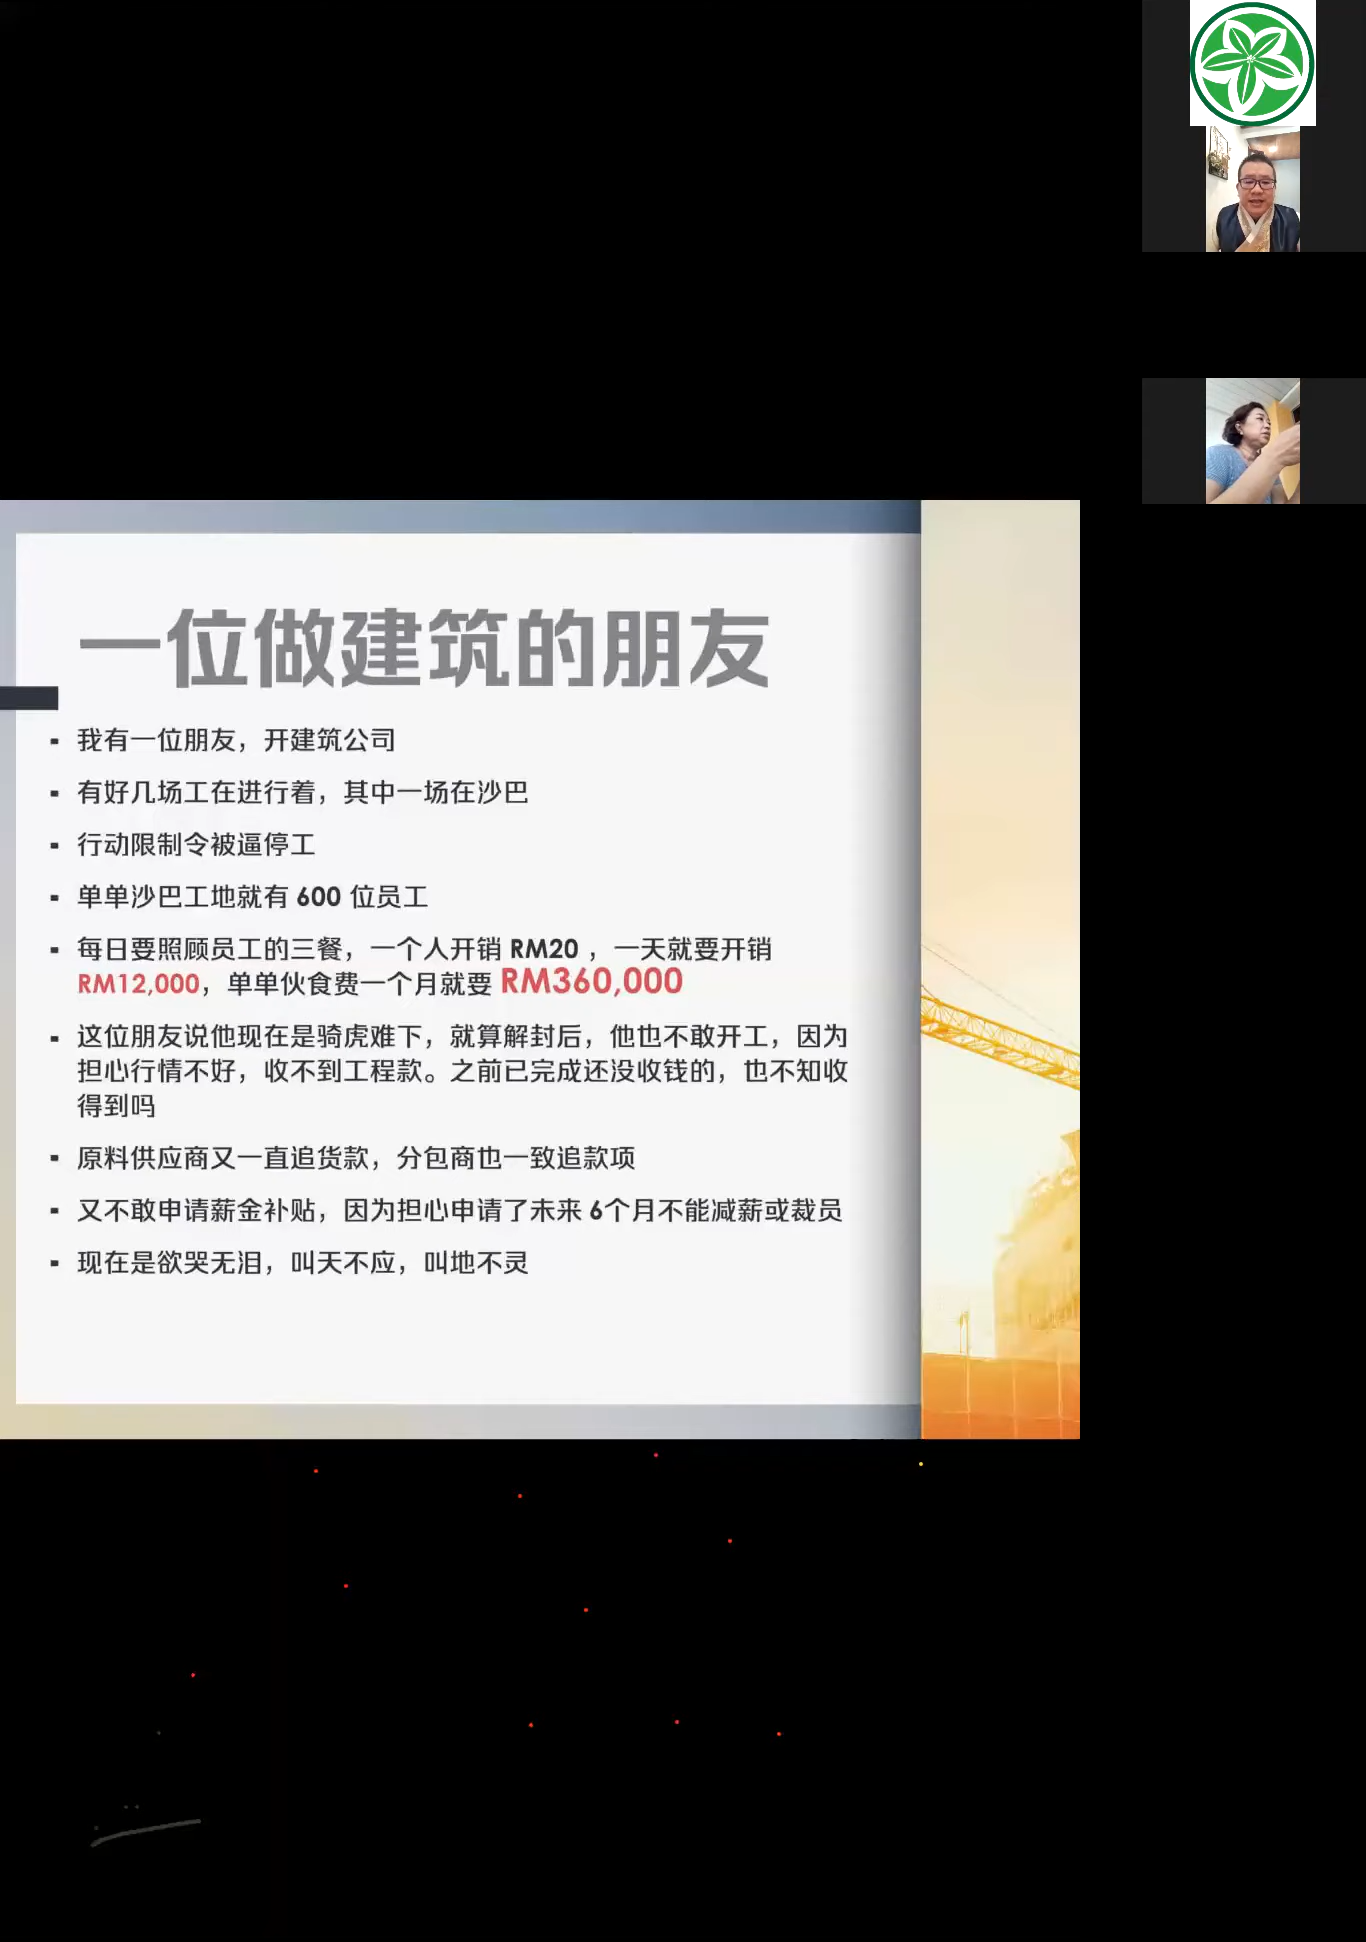 一位做建筑的朋友
我有一位朋友，开建筑公司
有好几场工在进行着，其中一场在沙巴
行动限制令被逼停工
单单沙巴工地就有 600 位员工
每日要照顾员工的三餐，一个人开销 RM20 ，一天就要开销
RM12,000，单单伙食费一个月就要 RM360,000
这位朋友说他现在是骑虎难下，就算解封后，他也不敢开工，因为
担心行情不好，收不到工程款。之前已完成还没收钱的，也不知收
得到吗
原料供应商又一直追货款，分包商也一致追款项
又不敢申请薪金补贴，因为担心申请了未来 6个月不能减薪或裁员
现在是欲哭无泪，叫天不应，叫地不灵